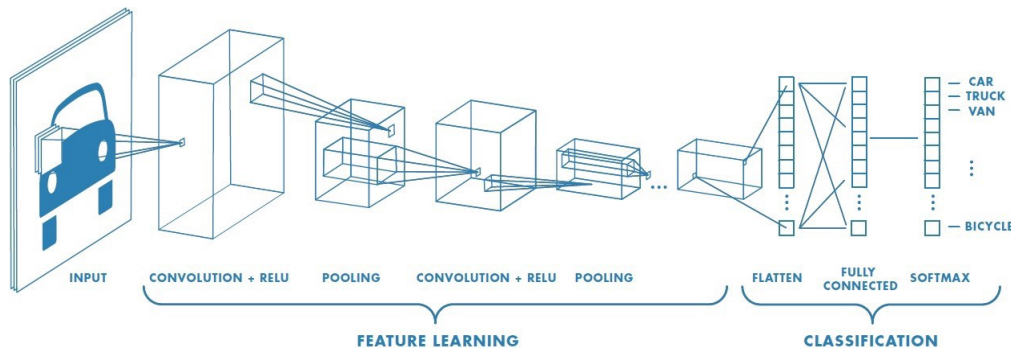 CAR
TRUCK
VAN
BICYCLE
INPUT
CONVOLUTION + RELU
POOLING
CONVOLUTION + RELU
POOLING
FLATTEN
FULLY
CONNECTED
SOFTMAX
FEATURE LEARNING
CLASSIFICATION